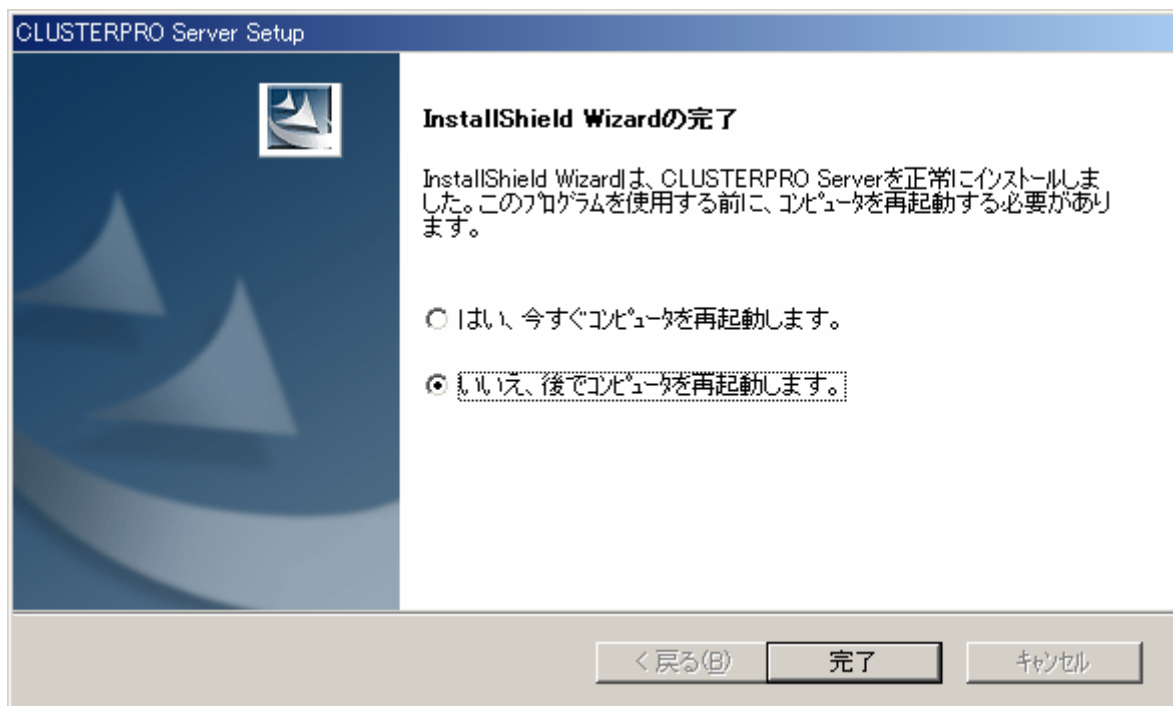 CLUSTERPRO Server Setup
InstallShield Wizardの完了
InstallShield Wizardは、CLUSTERPRO Serverを正常にｲﾝｽﾄｰﾙしま
した。このﾌﾟﾛｸﾞﾗﾑを使用する前に、ｺﾝﾋﾟｭｰﾀを再起動する必要があり
ます。
はい、今すぐｺﾝﾋﾟｭｰﾀを再起動します。
いいえ、後でｺﾝﾋﾟｭｰﾀを再起動します。
< 戻る(B) 完了 ｷｬﾝｾﾙ